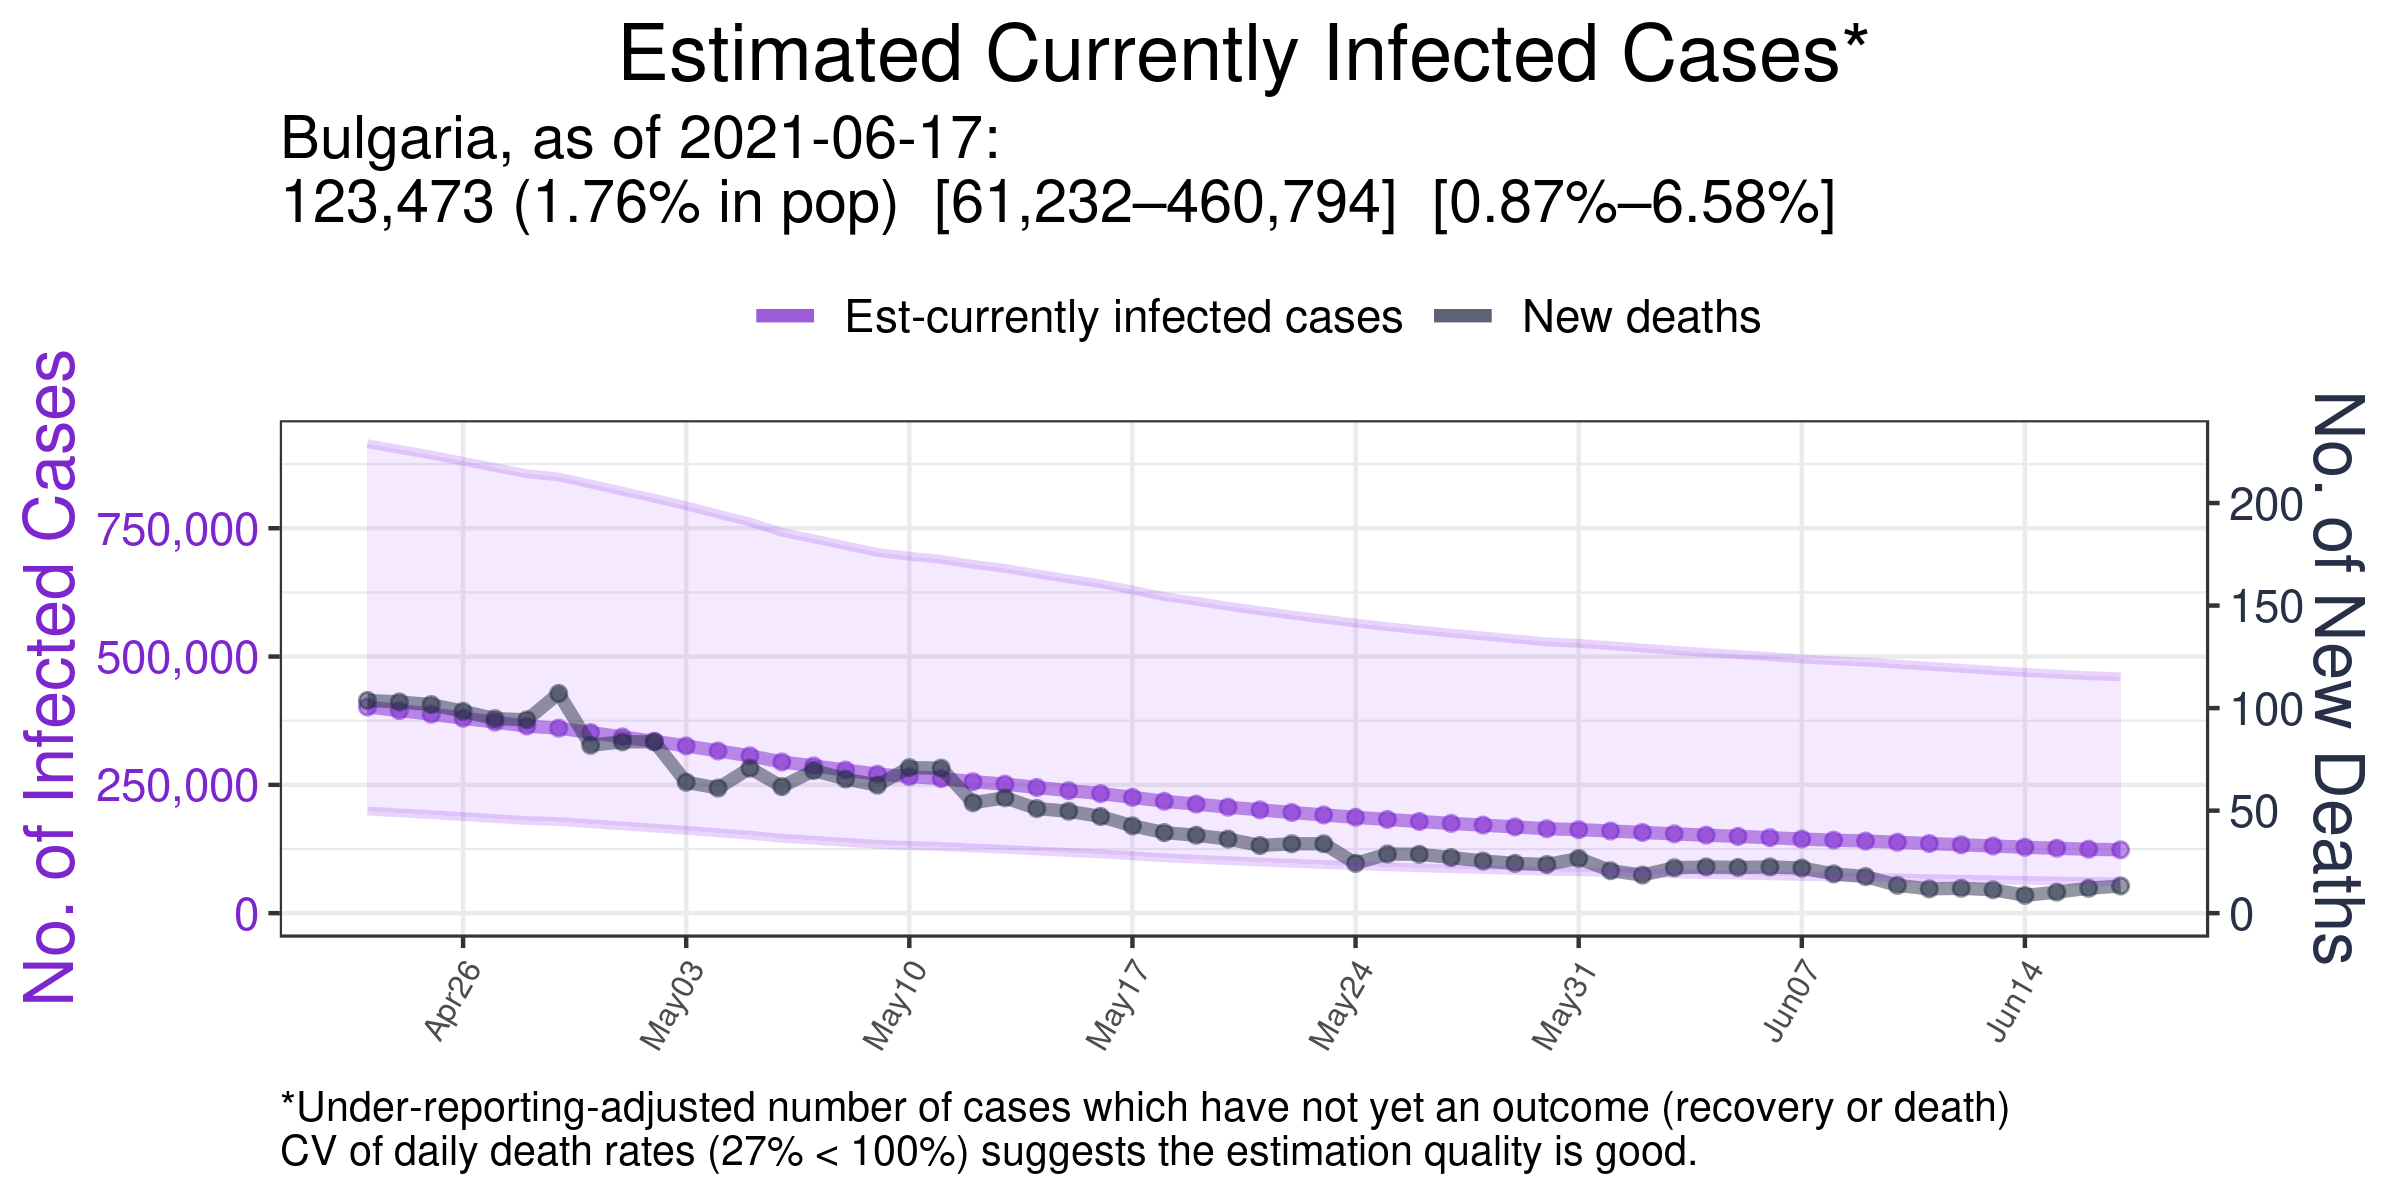 Estimated Currently Infected Cases*
Bulgaria, as of 2021-06-17:
123,473 (1.76% in pop)  [61,232–460,794]  [0.87%–6.58%]
Est-currently infected cases
New deaths
No. of Infected Cases
750,000
500,000
250,000
0
No. of New Deaths
200
150
100
50
0
Apr26
May03
May10
May17
May24
May31
Jun07
Jun14
*Under-reporting-adjusted number of cases which have not yet an outcome (recovery or death)
CV of daily death rates (27% < 100%) suggests the estimation quality is good.